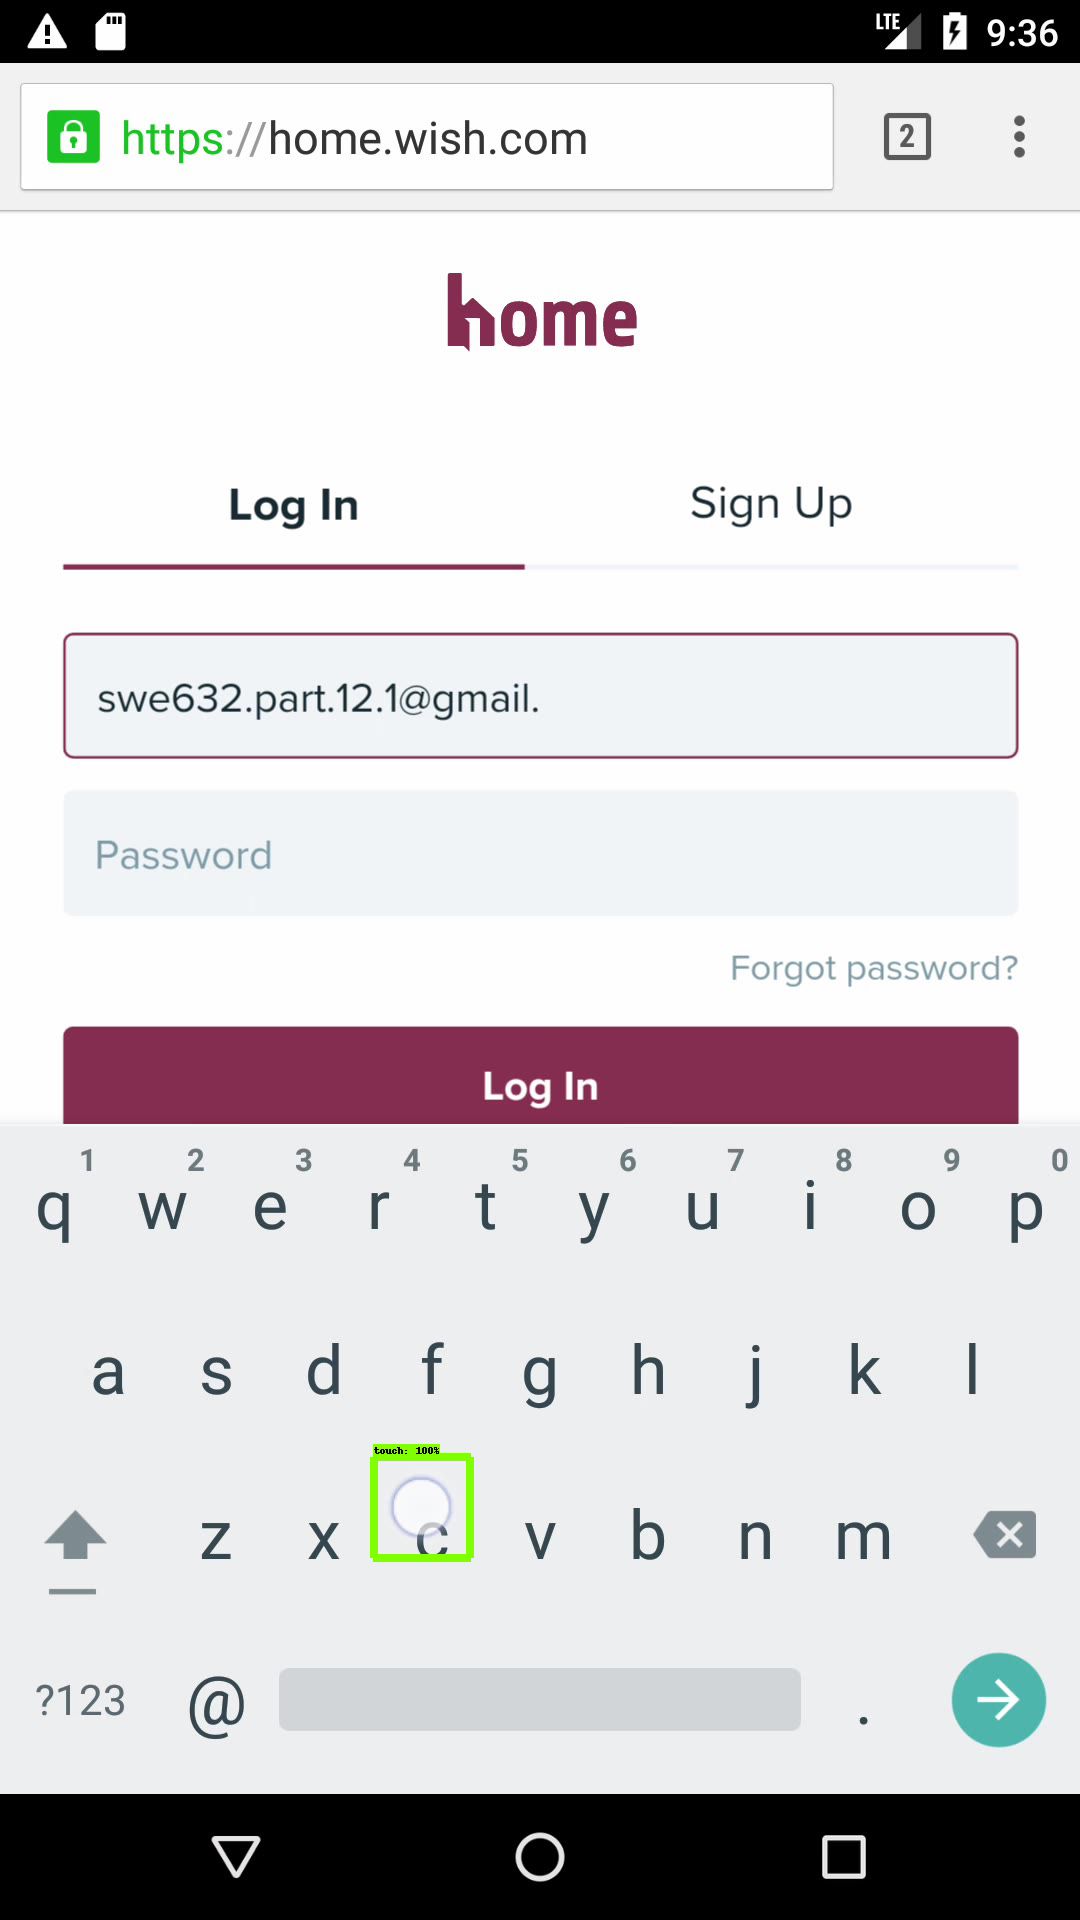 LTE 9:36
https://home.wish.com 2
home
Log In Sign Up
swe632.part.12.1@gmail.
Password
Forgot password?
Log In
1 2 3 4 5 6 7 8 9 0
q w e r t y u i o p
a s d f g h j k l
touch: 100%
z x c v b n m
?123 @ .